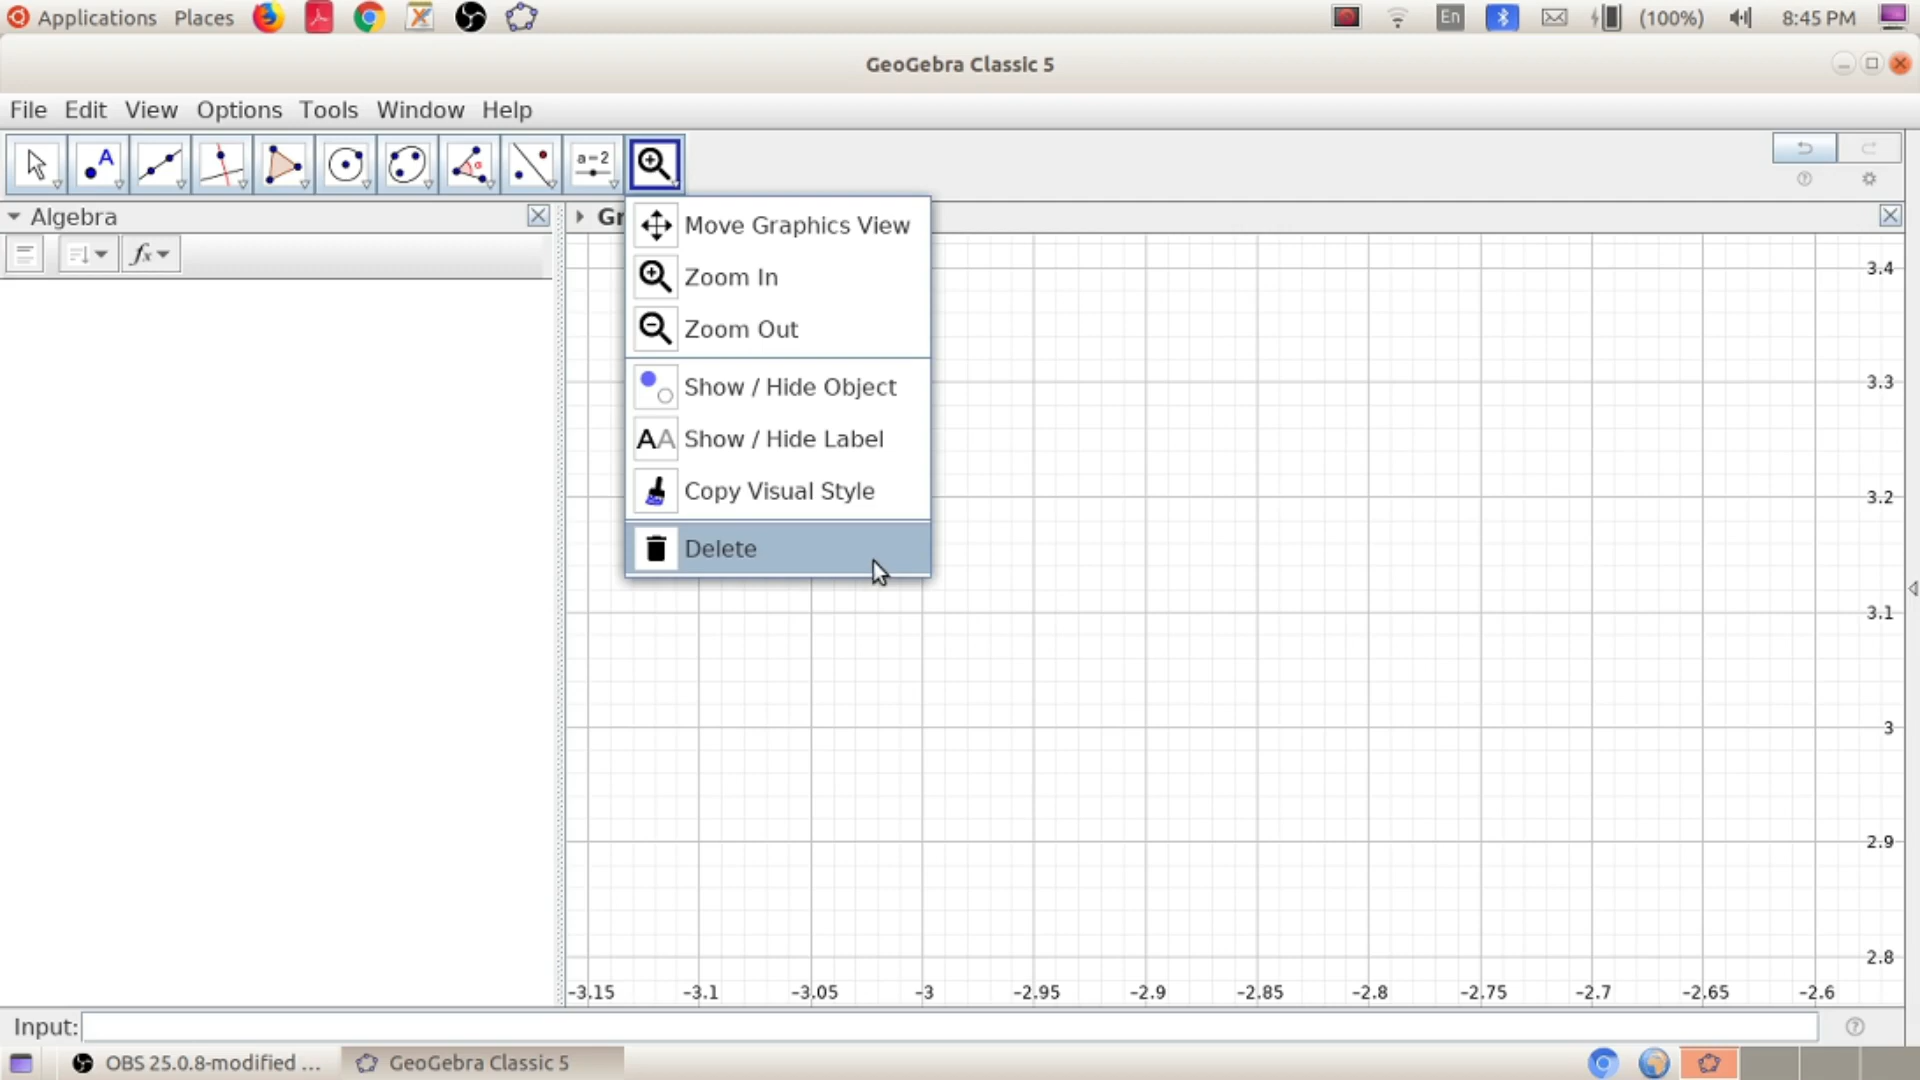 Applications Places En (100%) 8:45 PM
GeoGebra Classic 5
File Edit View Options Tools Window Help
A a=2
Algebra Gr
fx
Move Graphics View
Zoom In
Zoom Out
Show / Hide Object
AA Show / Hide Label
Copy Visual Style
Delete
3.4
3.3
3.2
3.1
3
2.9
2.8
-3.15 -3.1 -3.05 -3 -2.95 -2.9 -2.85 -2.8 -2.75 -2.7 -2.65 -2.6
Input:
OBS 25.0.8-modified ... GeoGebra Classic 5